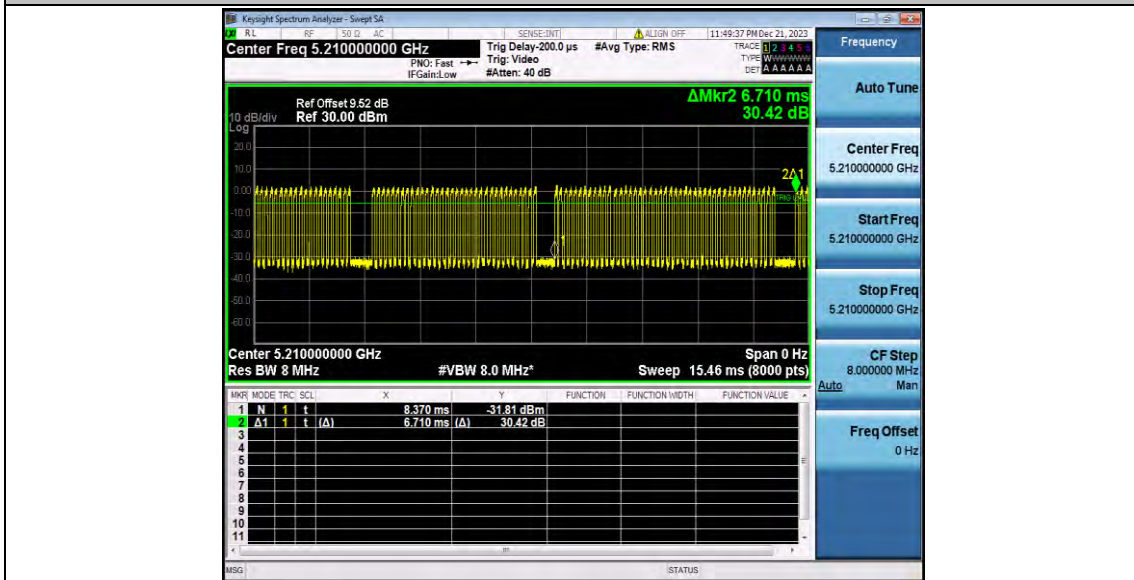 Keysight Spectrum Analyzer - Swept SA
RL RF 50 Ω AC SENSE:INT ALIGN OFF 11:49:37 PM Dec 21, 2023
Center Freq 5.210000000 GHz
PNO: Fast
IFGain:Low
Trig Delay-200.0 µs
Trig: Video
#Atten: 40 dB
#Avg Type: RMS
TRACE 1 2 3 4 5 6
TYPE W
DET A A A A A A
ΔMkr2 6.710 ms
30.42 dB
Ref Offset 9.52 dB
Ref 30.00 dBm
10 dB/div
Log
20.0
10.0
0.00
-10.0
-20.0
-30.0
-40.0
-50.0
-60.0
2Δ1
1
Center 5.210000000 GHz
Span 0 Hz
Res BW 8 MHz
#VBW 8.0 MHz*
Sweep 15.46 ms (8000 pts)
MKR MODE TRC SCL X Y FUNCTION FUNCTION WIDTH FUNCTION VALUE
1 N 1 t 8.370 ms -31.81 dBm
2 Δ1 1 t (Δ) 6.710 ms (Δ) 30.42 dB
3
4
5
6
7
8
9
10
11
MSG
STATUS
Frequency
Auto Tune
Center Freq
5.210000000 GHz
Start Freq
5.210000000 GHz
Stop Freq
5.210000000 GHz
CF Step
8.000000 MHz
Auto Man
Freq Offset
0 Hz